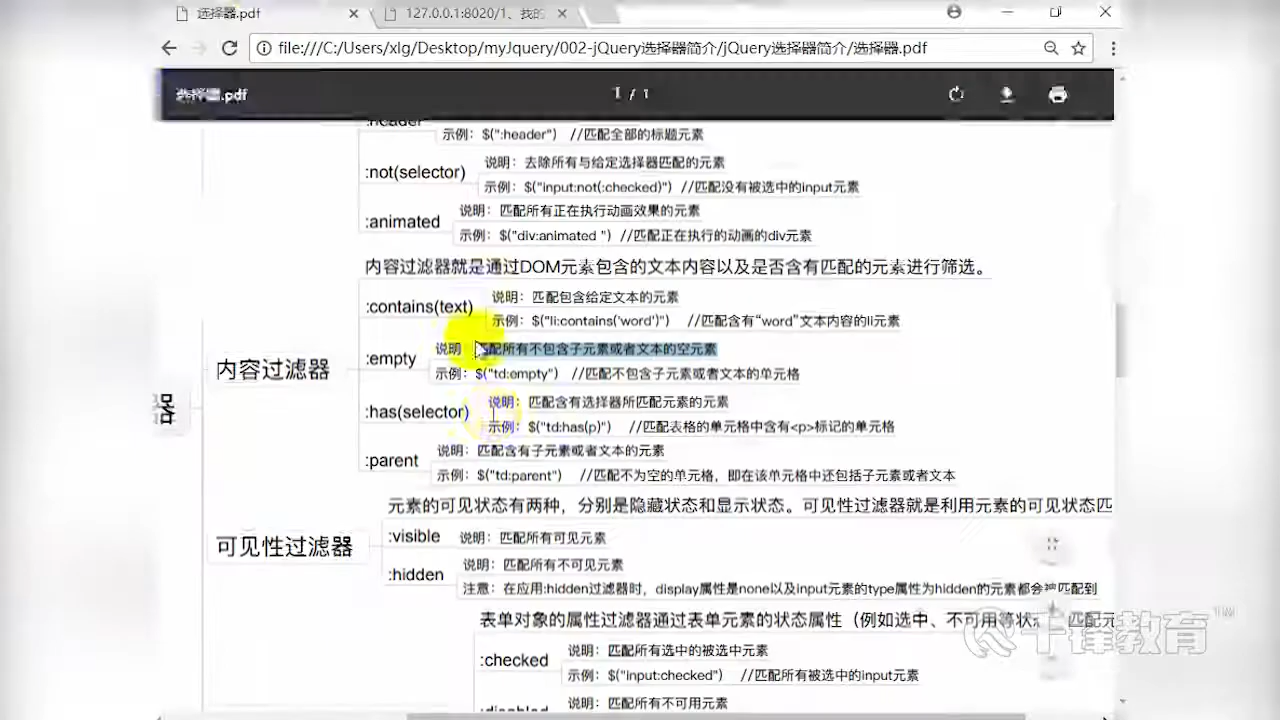 选择器.pdf
127.0.0.1:8020/1、我的
file:///C:/Users/xlg/Desktop/myJquery/002-jQuery选择器简介/jQuery选择器简介/选择器.pdf
选择器.pdf
1 / 1
:header
示例：$(":header") //匹配全部的标题元素
:not(selector)
说明：去除所有与给定选择器匹配的元素
示例：$("input:not(:checked)") //匹配没有被选中的input元素
:animated
说明：匹配所有正在执行动画效果的元素
示例：$("div:animated ") //匹配正在执行的动画的div元素
内容过滤器
内容过滤器就是通过DOM元素包含的文本内容以及是否含有匹配的元素进行筛选。
:contains(text)
说明：匹配包含给定文本的元素
示例：$("li:contains('word')") //匹配含有“word”文本内容的li元素
:empty
说明 匹配所有不包含子元素或者文本的空元素
示例：$("td:empty") //匹配不包含子元素或者文本的单元格
:has(selector)
说明：匹配含有选择器所匹配元素的元素
示例：$("td:has(p)") //匹配表格的单元格中含有<p>标记的单元格
:parent
说明：匹配含有子元素或者文本的元素
示例：$("td:parent") //匹配不为空的单元格，即在该单元格中还包括子元素或者文本
可见性过滤器
元素的可见状态有两种，分别是隐藏状态和显示状态。可见性过滤器就是利用元素的可见状态匹
:visible
说明：匹配所有可见元素
:hidden
说明：匹配所有不可见元素
注意：在应用:hidden过滤器时，display属性是none以及input元素的type属性为hidden的元素都会被匹配到
表单对象的属性过滤器通过表单元素的状态属性（例如选中、不可用等状 匹配元
:checked
说明：匹配所有选中的被选中元素
示例：$("input:checked") //匹配所有被选中的input元素
:disabled
说明：匹配所有不可用元素
千锋教育™